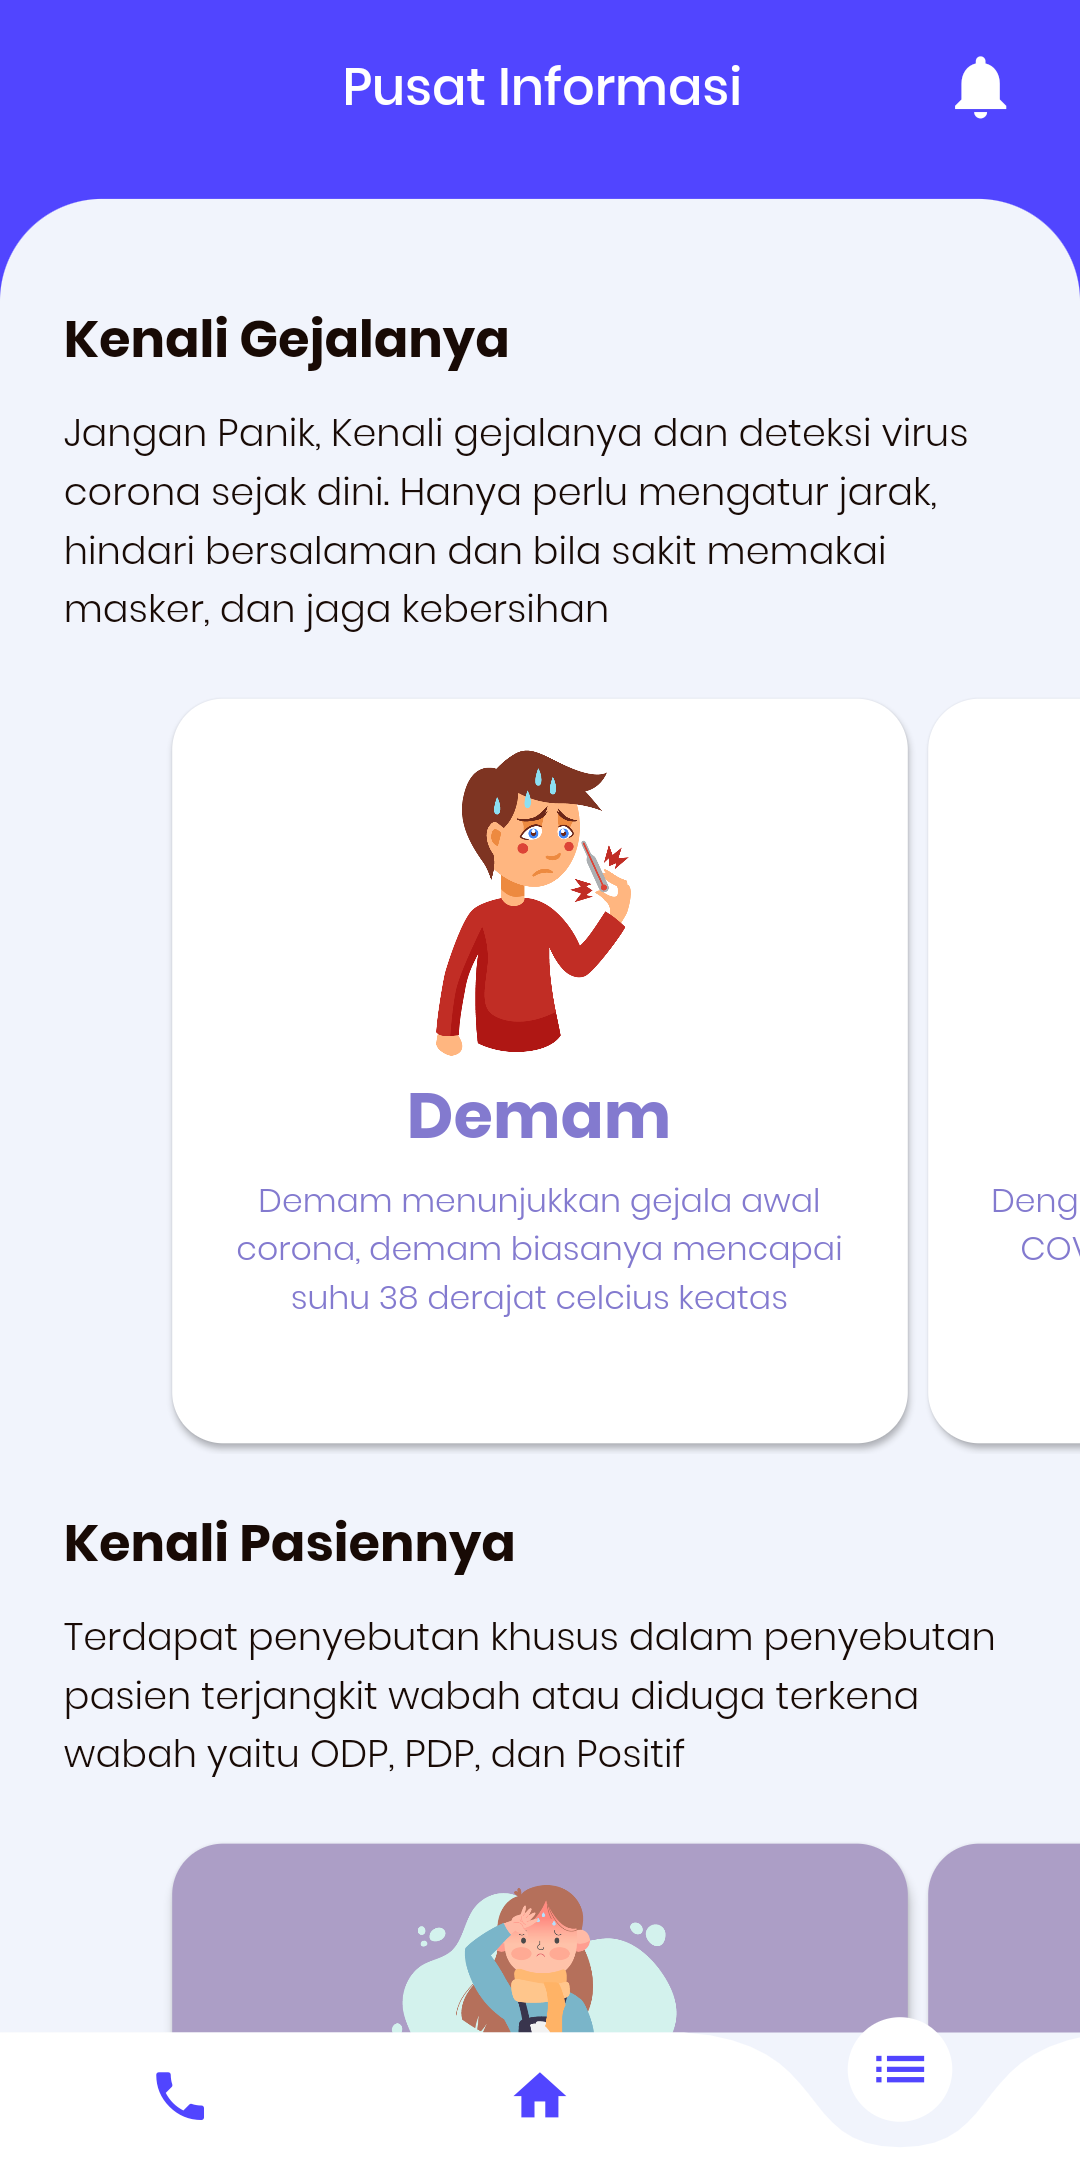 Pusat Informasi
Kenali Gejalanya
Jangan Panik, Kenali gejalanya dan deteksi virus
corona sejak dini. Hanya perlu mengatur jarak,
hindari bersalaman dan bila sakit memakai
masker, dan jaga kebersihan
Demam
Demam menunjukkan gejala awal
corona, demam biasanya mencapai
suhu 38 derajat celcius keatas
Deng
COV
Kenali Pasiennya
Terdapat penyebutan khusus dalam penyebutan
pasien terjangkit wabah atau diduga terkena
wabah yaitu ODP, PDP, dan Positif